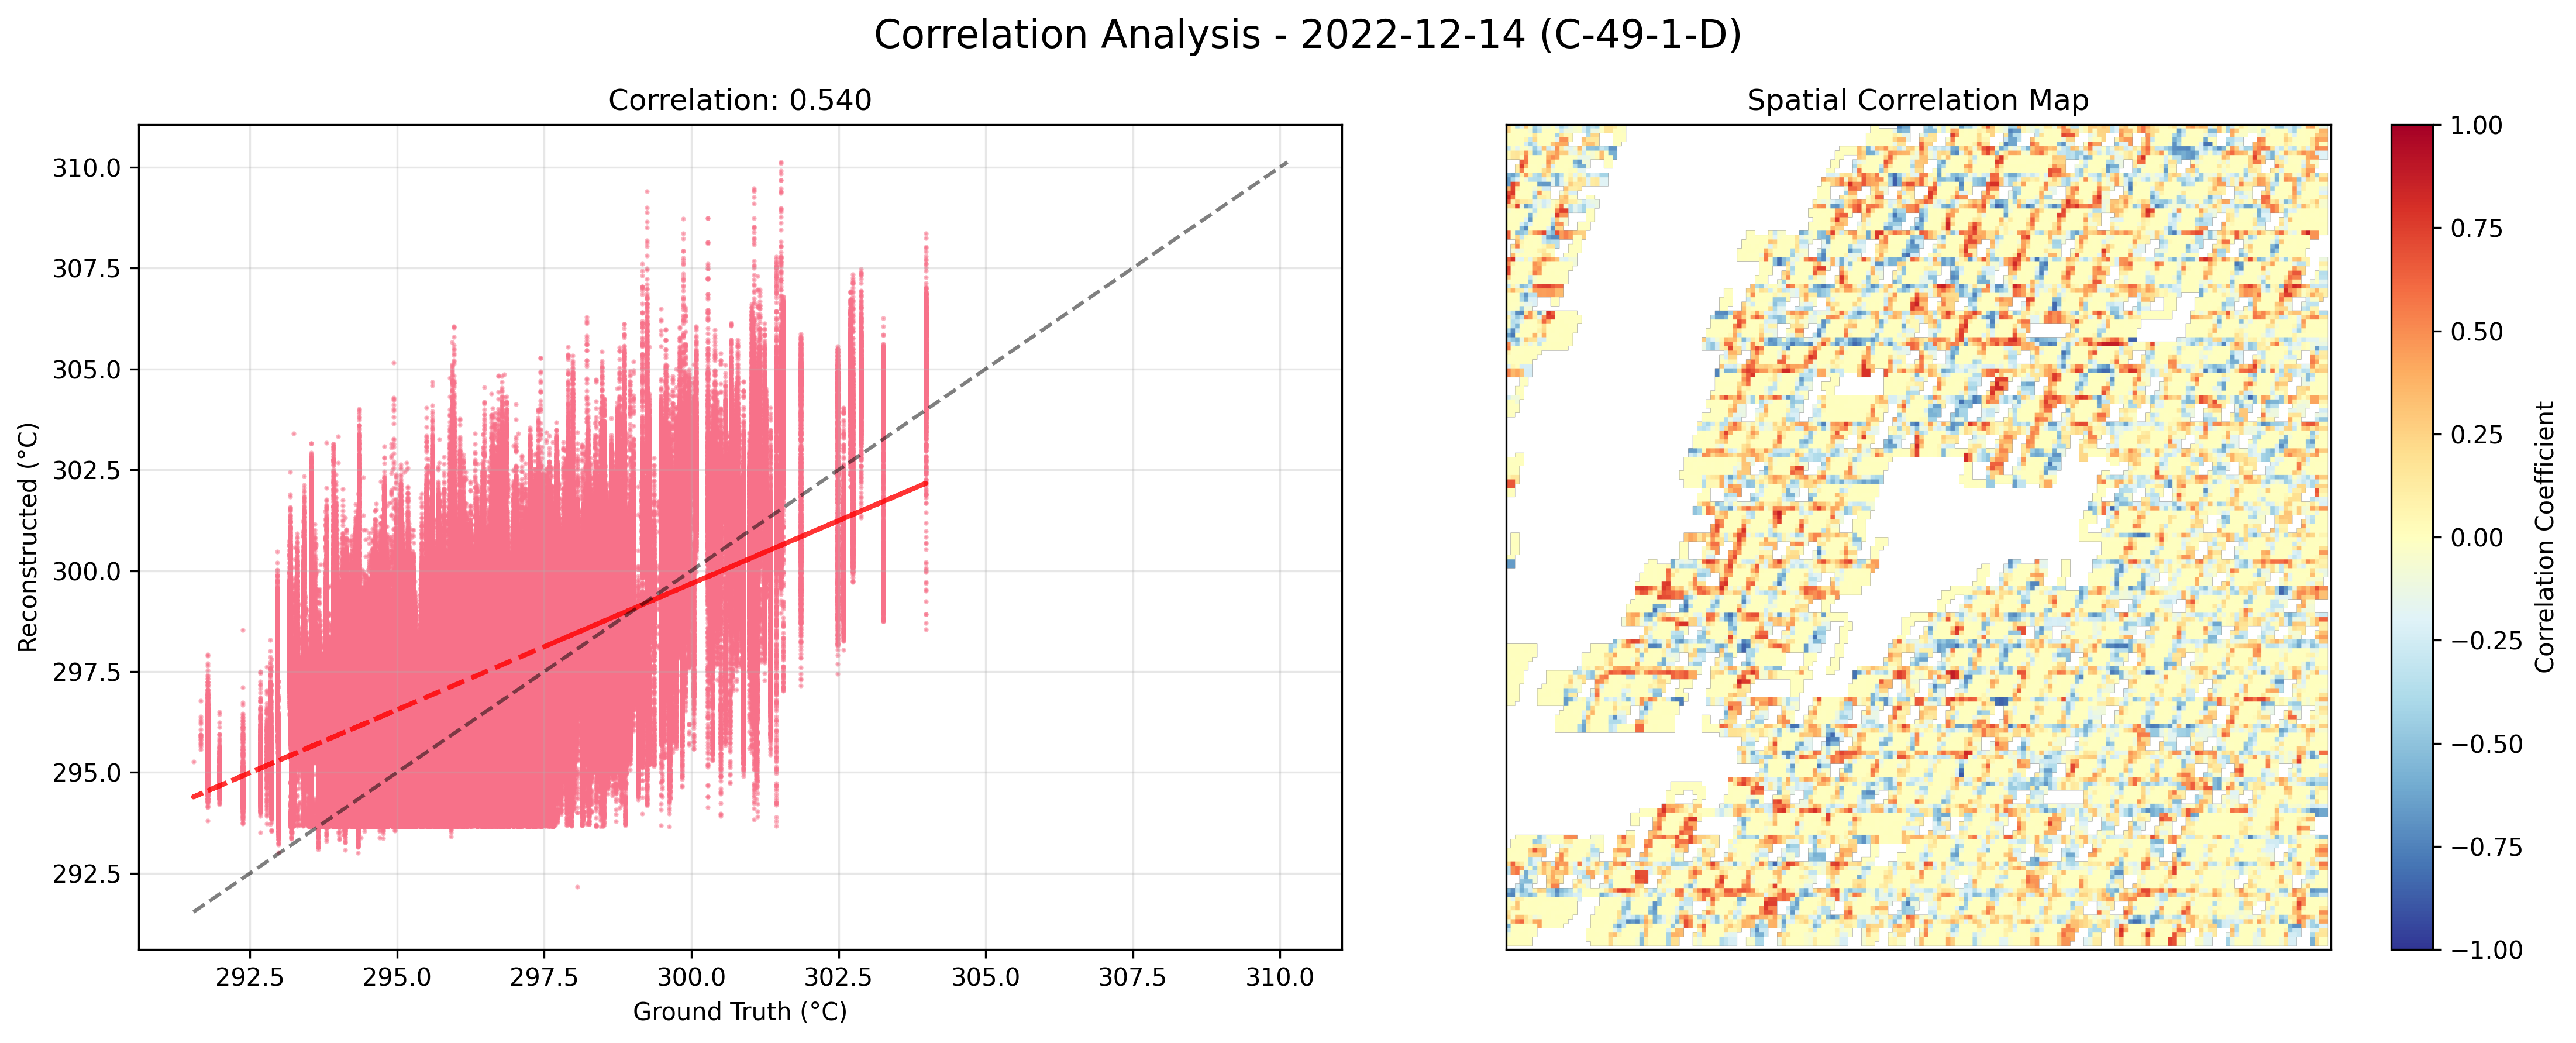 Correlation Analysis - 2022-12-14 (C-49-1-D)
Correlation: 0.540
310.0
307.5
305.0
302.5
300.0
297.5
295.0
292.5
Reconstructed (°C)
292.5 295.0 297.5 300.0 302.5 305.0 307.5 310.0
Ground Truth (°C)
Spatial Correlation Map
1.00
0.75
0.50
0.25
0.00
−0.25
−0.50
−0.75
−1.00
Correlation Coefficient